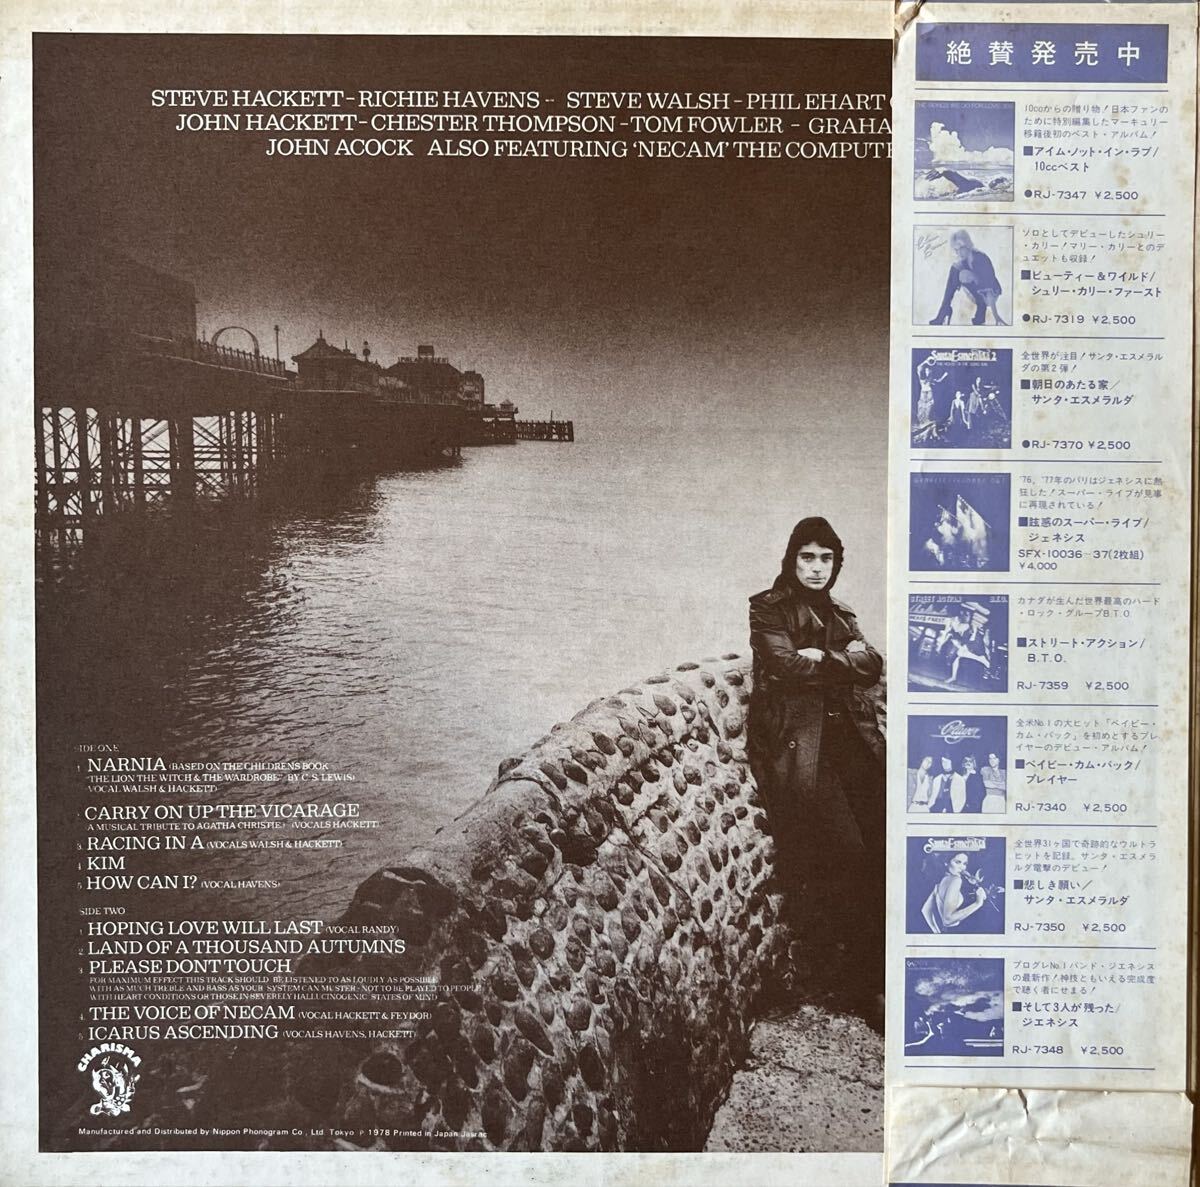 STEVE HACKETT-RICHIE HAVENS - STEVE WALSH-PHIL EHART
JOHN HACKETT-CHESTER THOMPSON-TOM FOWLER - GRAHA
JOHN ACOCK ALSO FEATURING ‘NECAM’ THE COMPUTE
SIDE ONE
1 NARNIA (BASED ON THE CHILDRENS BOOK
“THE LION THE WITCH & THE WARDROBE” BY C. S. LEWIS)
(VOCAL WALSH & HACKETT)
CARRY ON UP THE VICARAGE
A MUSICAL TRIBUTE TO AGATHA CHRISTIE) (VOCALS HACKETT)
3 RACING IN A (VOCALS WALSH & HACKETT)
4 KIM
5 HOW CAN I? (VOCAL HAVENS)
SIDE TWO
1 HOPING LOVE WILL LAST (VOCAL RANDY)
2 LAND OF A THOUSAND AUTUMNS
3 PLEASE DONT TOUCH
FOR MAXIMUM EFFECT THIS TRACK SHOULD BE LISTENED TO AS LOUDLY AS POSSIBLE
WITH AS MUCH TREBLE AND BASS AS YOUR SYSTEM CAN MUSTER - NOT TO BE PLAYED TO PEOPLE
WITH HEART CONDITIONS OR THOSE IN SEVERELY HALLUCINOGENIC STATES OF MIND
4 THE VOICE OF NECAM (VOCAL HACKETT & FEYDOR)
5 ICARUS ASCENDING (VOCALS HAVENS, HACKETT)
CHARISMA
Manufactured and Distributed by Nippon Phonogram Co., Ltd. Tokyo ℗ 1978 Printed in Japan Jasrac
絶賛発売中
10ccからの贈り物！日本ファンの
ために特別編集したマーキュリー
移籍後初のベスト・アルバム！
■アイム・ノット・イン・ラブ/
10ccベスト
●RJ-7347 ¥2,500
ソロとしてデビューしたシュリー
・カリー！マリー・カリーとのデ
ュエットも収録！
■ビューティー&ワイルド/
シュリー・カリー・ファースト
●RJ-7319 ¥2,500
Santa Esmeralda 2
全世界が注目！サンタ・エスメラル
ダの第2弾！
■朝日のあたる家/
サンタ・エスメラルダ
●RJ-7370 ¥2,500
'76, '77年のパリはジェネシスに熱
狂した！スーパー・ライブが見事
に再現されている！
■眩惑のスーパー・ライブ/
ジェネシス
SFX-10036~37(2枚組)
¥4,000
STREET ACTION B.T.O.
カナダが生んだ世界最高のハード
・ロック・グループB.T.O.
■ストリート・アクション/
B.T.O.
RJ-7359 ¥2,500
Player
全米No.1の大ヒット「ベイビー・
カム・バック」を初めとするプレ
イヤーのデビュー・アルバム！
■ベイビー・カム・バック/
プレイヤー
RJ-7340 ¥2,500
Santa Esmeralda
全世界31ヶ国で奇跡的なウルトラ
ヒットを記録。サンタ・エスメラ
ルダ電撃のデビュー！
■悲しき願い/
サンタ・エスメラルダ
RJ-7350 ¥2,500
プログレNo.1バンド・ジェネシス
の最新作！神技ともいえる完成度
で聴く者にせまる！
■そして3人が残った/
ジェネシス
RJ-7348 ¥2,500